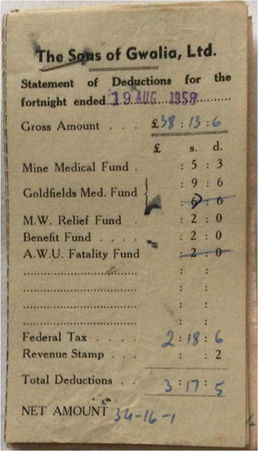 The Sons of Gwalia, Ltd.
Statement of Deductions for the
fortnight ended 19 AUG 1958
Gross Amount . . . £38 : 13 : 6
£ s. d.
Mine Medical Fund . : 5 : 3
Goldfields Med. Fund : 9 : 6
: 6 : 6
M.W. Relief Fund . : 2 : 0
Benefit Fund . . . . : 2 : 0
A.W.U. Fatality Fund : 2 : 0
Federal Tax . . . . 2 : 18 : 6
Revenue Stamp . . . : 2
Total Deductions . . 3 : 17 : 5
NET AMOUNT 34-16-1